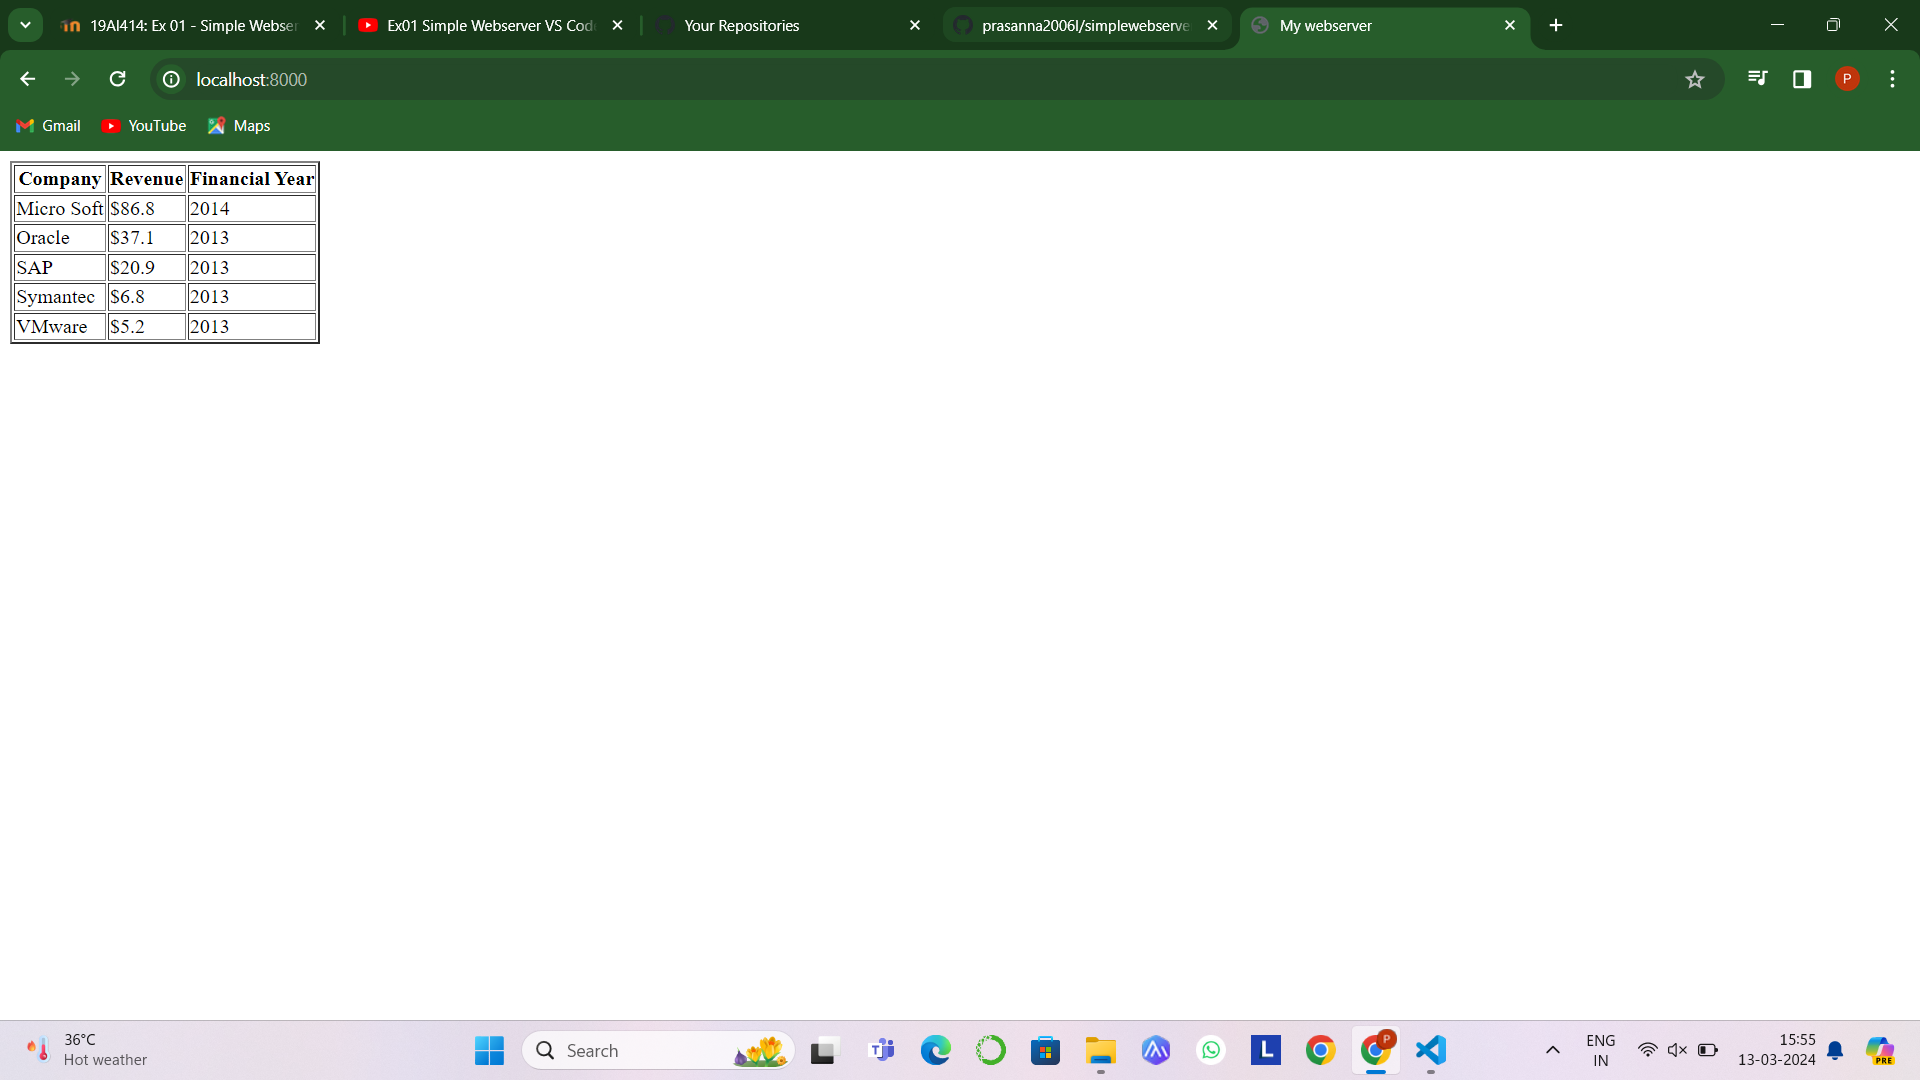 19AI414: Ex 01 - Simple Webser
Ex01 Simple Webserver VS Cod
Your Repositories
prasanna2006l/simplewebserve
My webserver
localhost:8000
P
Gmail
YouTube
Maps
Company Revenue Financial Year
Micro Soft $86.8 2014
Oracle $37.1 2013
SAP $20.9 2013
Symantec $6.8 2013
VMware $5.2 2013
36°C
Hot weather
Search
L
P
ENG
IN
15:55
13-03-2024
PRE